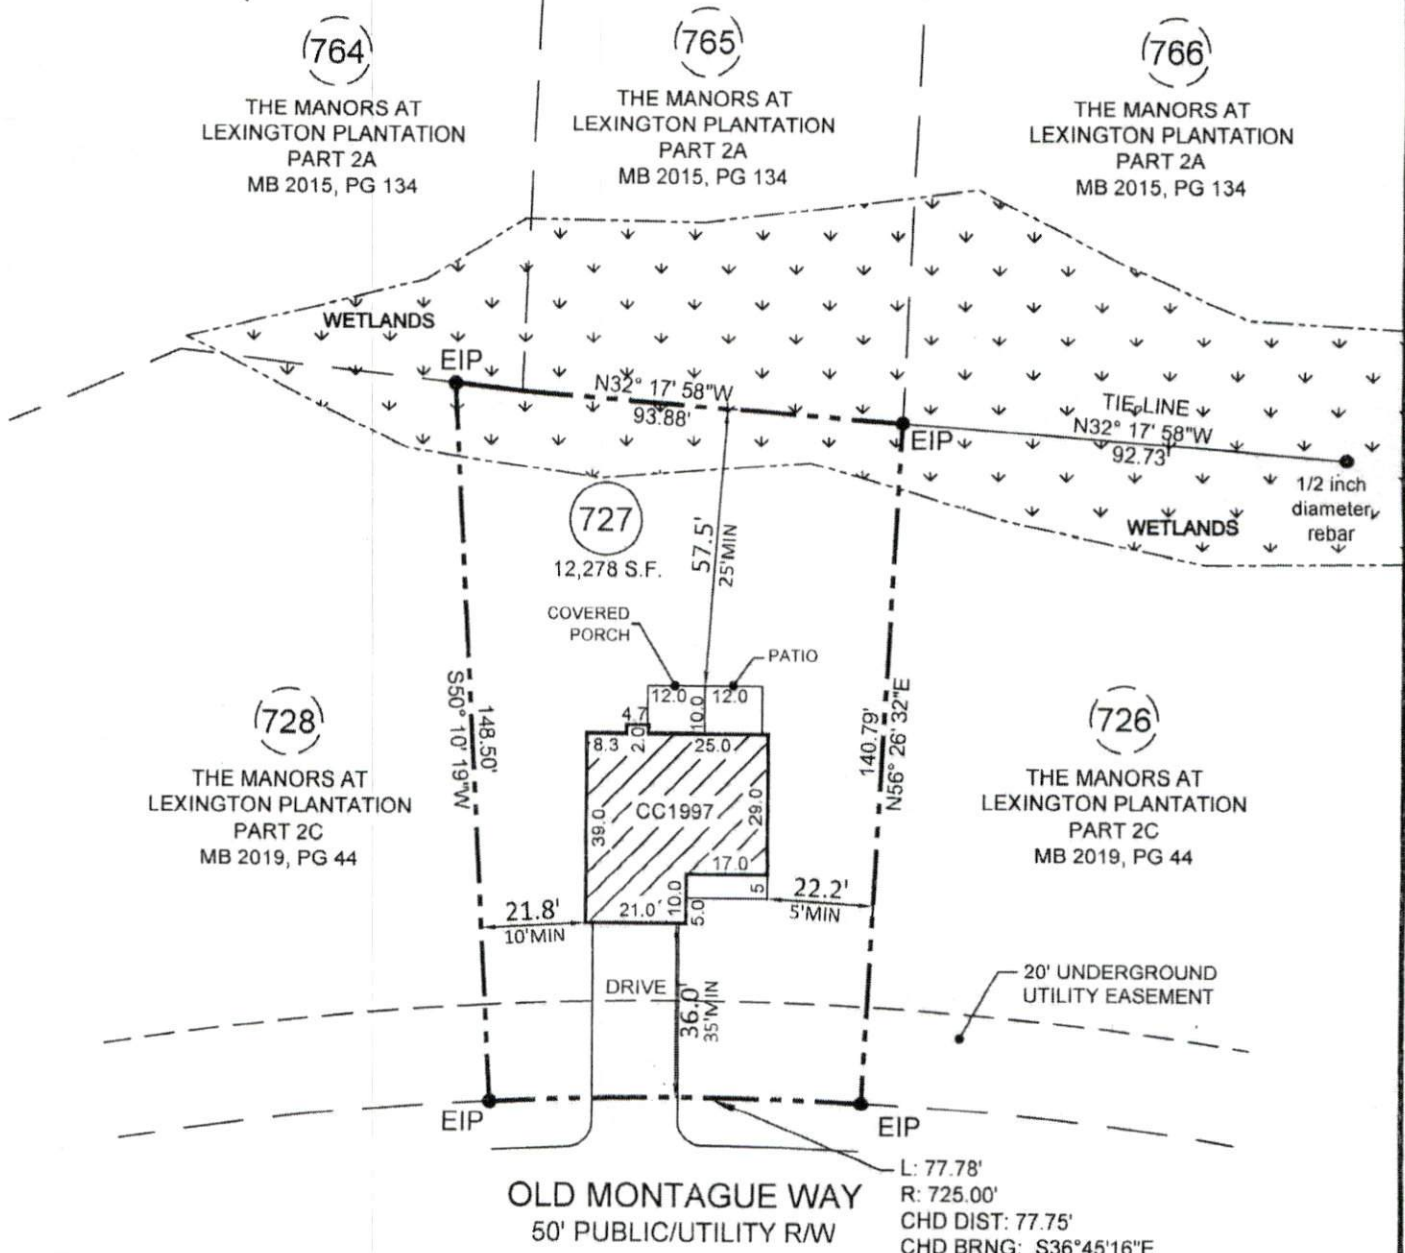 764
THE MANORS AT
LEXINGTON PLANTATION
PART 2A
MB 2015, PG 134
765
THE MANORS AT
LEXINGTON PLANTATION
PART 2A
MB 2015, PG 134
766
THE MANORS AT
LEXINGTON PLANTATION
PART 2A
MB 2015, PG 134
WETLANDS
EIP
N32° 17' 58"W
93.88'
EIP
TIE LINE
N32° 17' 58"W
92.73'
1/2 inch
diameter
rebar
WETLANDS
727
12,278 S.F.
57.5'
25'MIN
COVERED
PORCH
PATIO
12.0
12.0
10.0
4.7
2.0
8.3
25.0
CC1997
39.0
29.0
17.0
10.0
5.0
5
21.0'
S50° 10' 19"W
148.50'
140.79'
N56° 26' 32"E
728
THE MANORS AT
LEXINGTON PLANTATION
PART 2C
MB 2019, PG 44
726
THE MANORS AT
LEXINGTON PLANTATION
PART 2C
MB 2019, PG 44
21.8'
10'MIN
22.2'
5'MIN
DRIVE
36.0'
35'MIN
20' UNDERGROUND
UTILITY EASEMENT
EIP
EIP
OLD MONTAGUE WAY
50' PUBLIC/UTILITY R/W
L: 77.78'
R: 725.00'
CHD DIST: 77.75'
CHD BRNG: S36°45'16"E